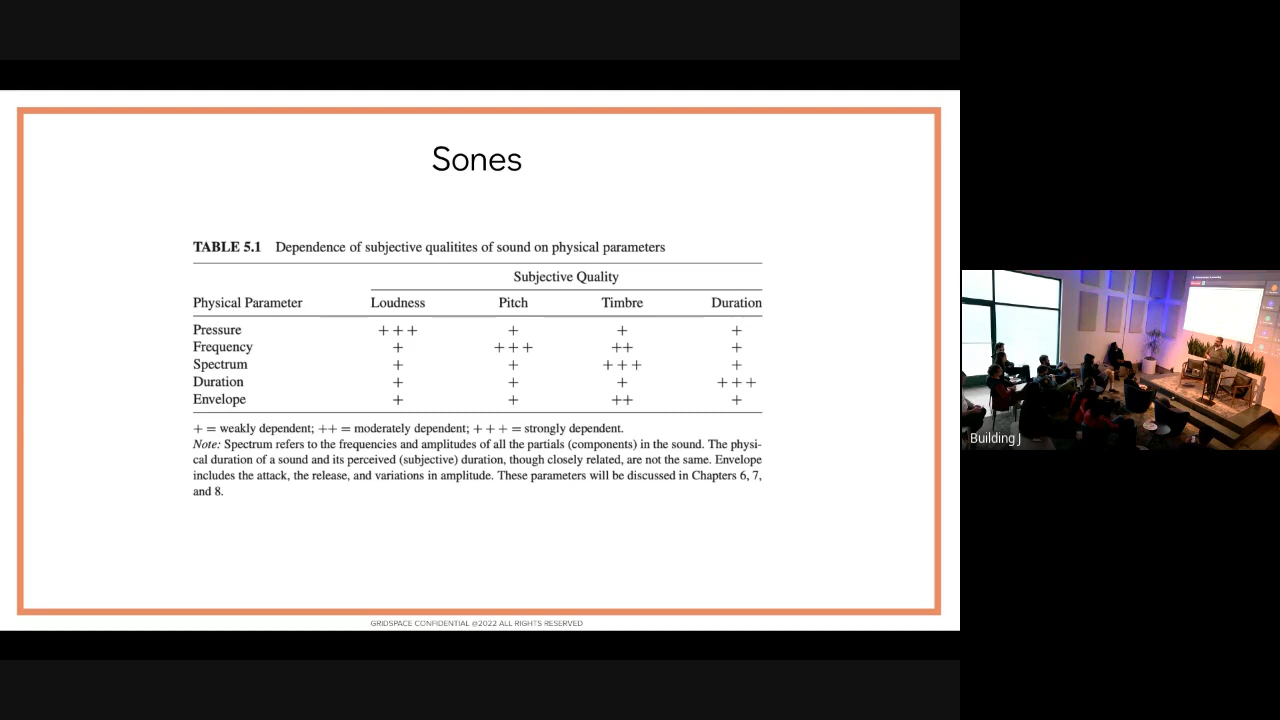 Sones
TABLE 5.1 Dependence of subjective qualitites of sound on physical parameters
Subjective Quality
Physical Parameter Loudness Pitch Timbre Duration
Pressure +++ + + +
Frequency + +++ ++ +
Spectrum + + +++ +
Duration + + + +++
Envelope + + ++ +
+ = weakly dependent; ++ = moderately dependent; +++ = strongly dependent.
Note: Spectrum refers to the frequencies and amplitudes of all the partials (components) in the sound. The physi-
cal duration of a sound and its perceived (subjective) duration, though closely related, are not the same. Envelope
includes the attack, the release, and variations in amplitude. These parameters will be discussed in Chapters 6, 7,
and 8.
GRIDSPACE CONFIDENTIAL @2022 ALL RIGHTS RESERVED
Building J